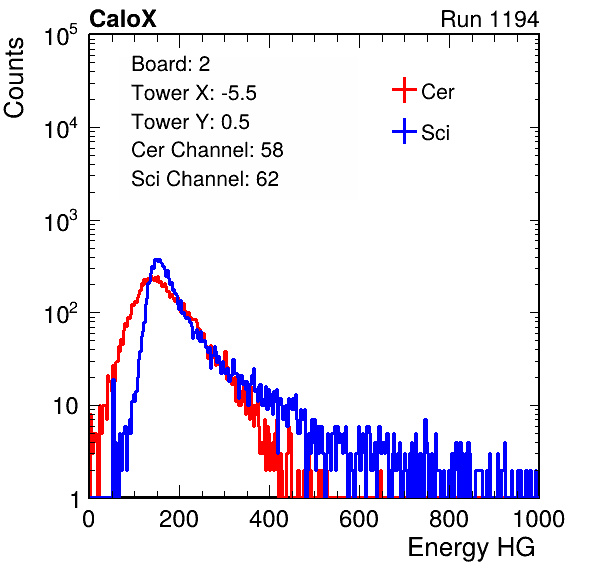 CaloX Run 1194
Counts
Board: 2
Tower X: -5.5
Tower Y: 0.5
Cer Channel: 58
Sci Channel: 62
Cer
Sci
10^5
10^4
10^3
10^2
10
1
0 200 400 600 800 1000
Energy HG